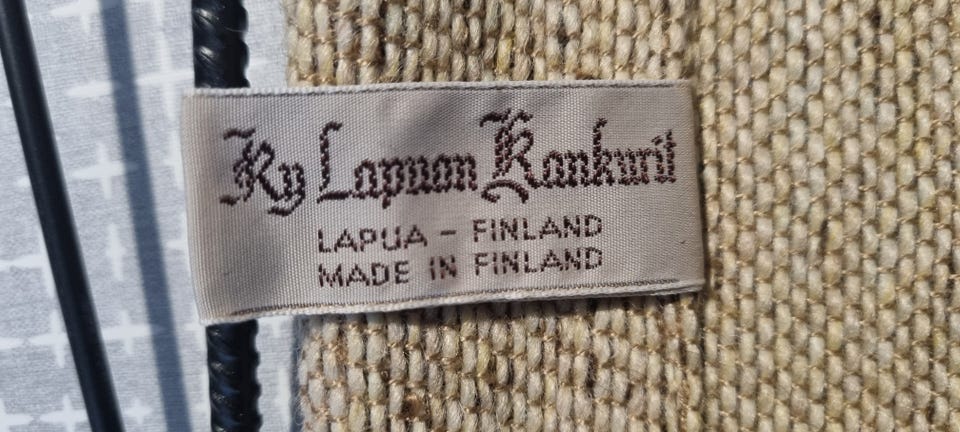 Ky Lapuan Kankurit
LAPUA - FINLAND
MADE IN FINLAND